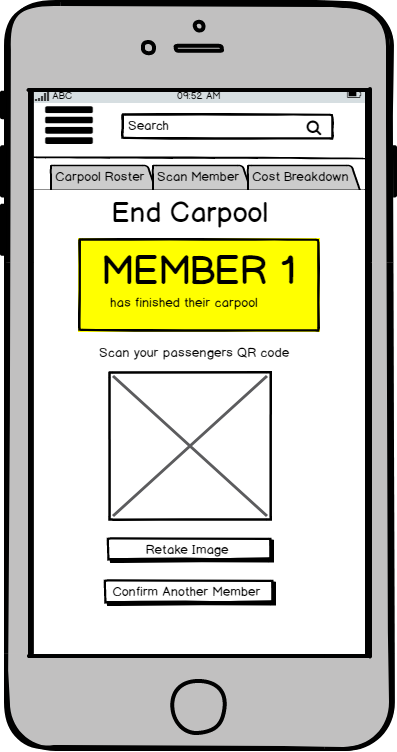 ABC 09:52 AM
Search
Carpool Roster Scan Member Cost Breakdown
End Carpool
MEMBER 1
has finished their carpool
Scan your passengers QR code
Retake Image
Confirm Another Member